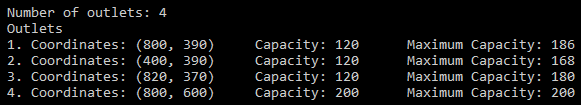 Number of outlets: 4
Outlets
1. Coordinates: (800, 390) Capacity: 120 Maximum Capacity: 186
2. Coordinates: (400, 390) Capacity: 120 Maximum Capacity: 168
3. Coordinates: (820, 370) Capacity: 120 Maximum Capacity: 180
4. Coordinates: (800, 600) Capacity: 200 Maximum Capacity: 200